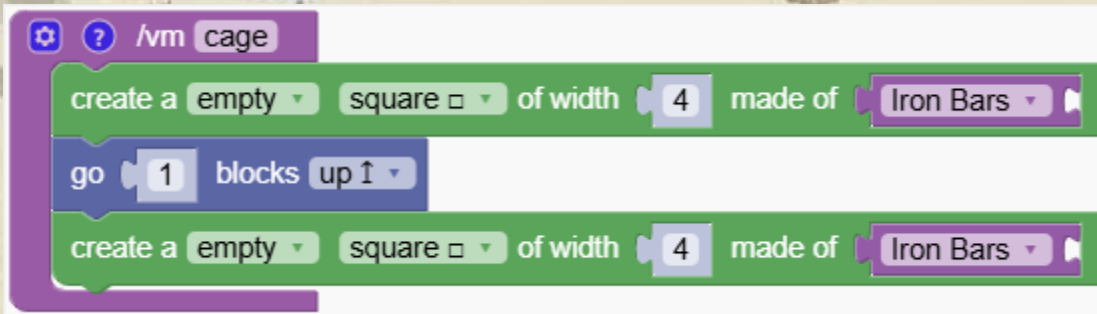 ? /vm cage
create a empty square □ of width 4 made of Iron Bars
go 1 blocks up ↥
create a empty square □ of width 4 made of Iron Bars